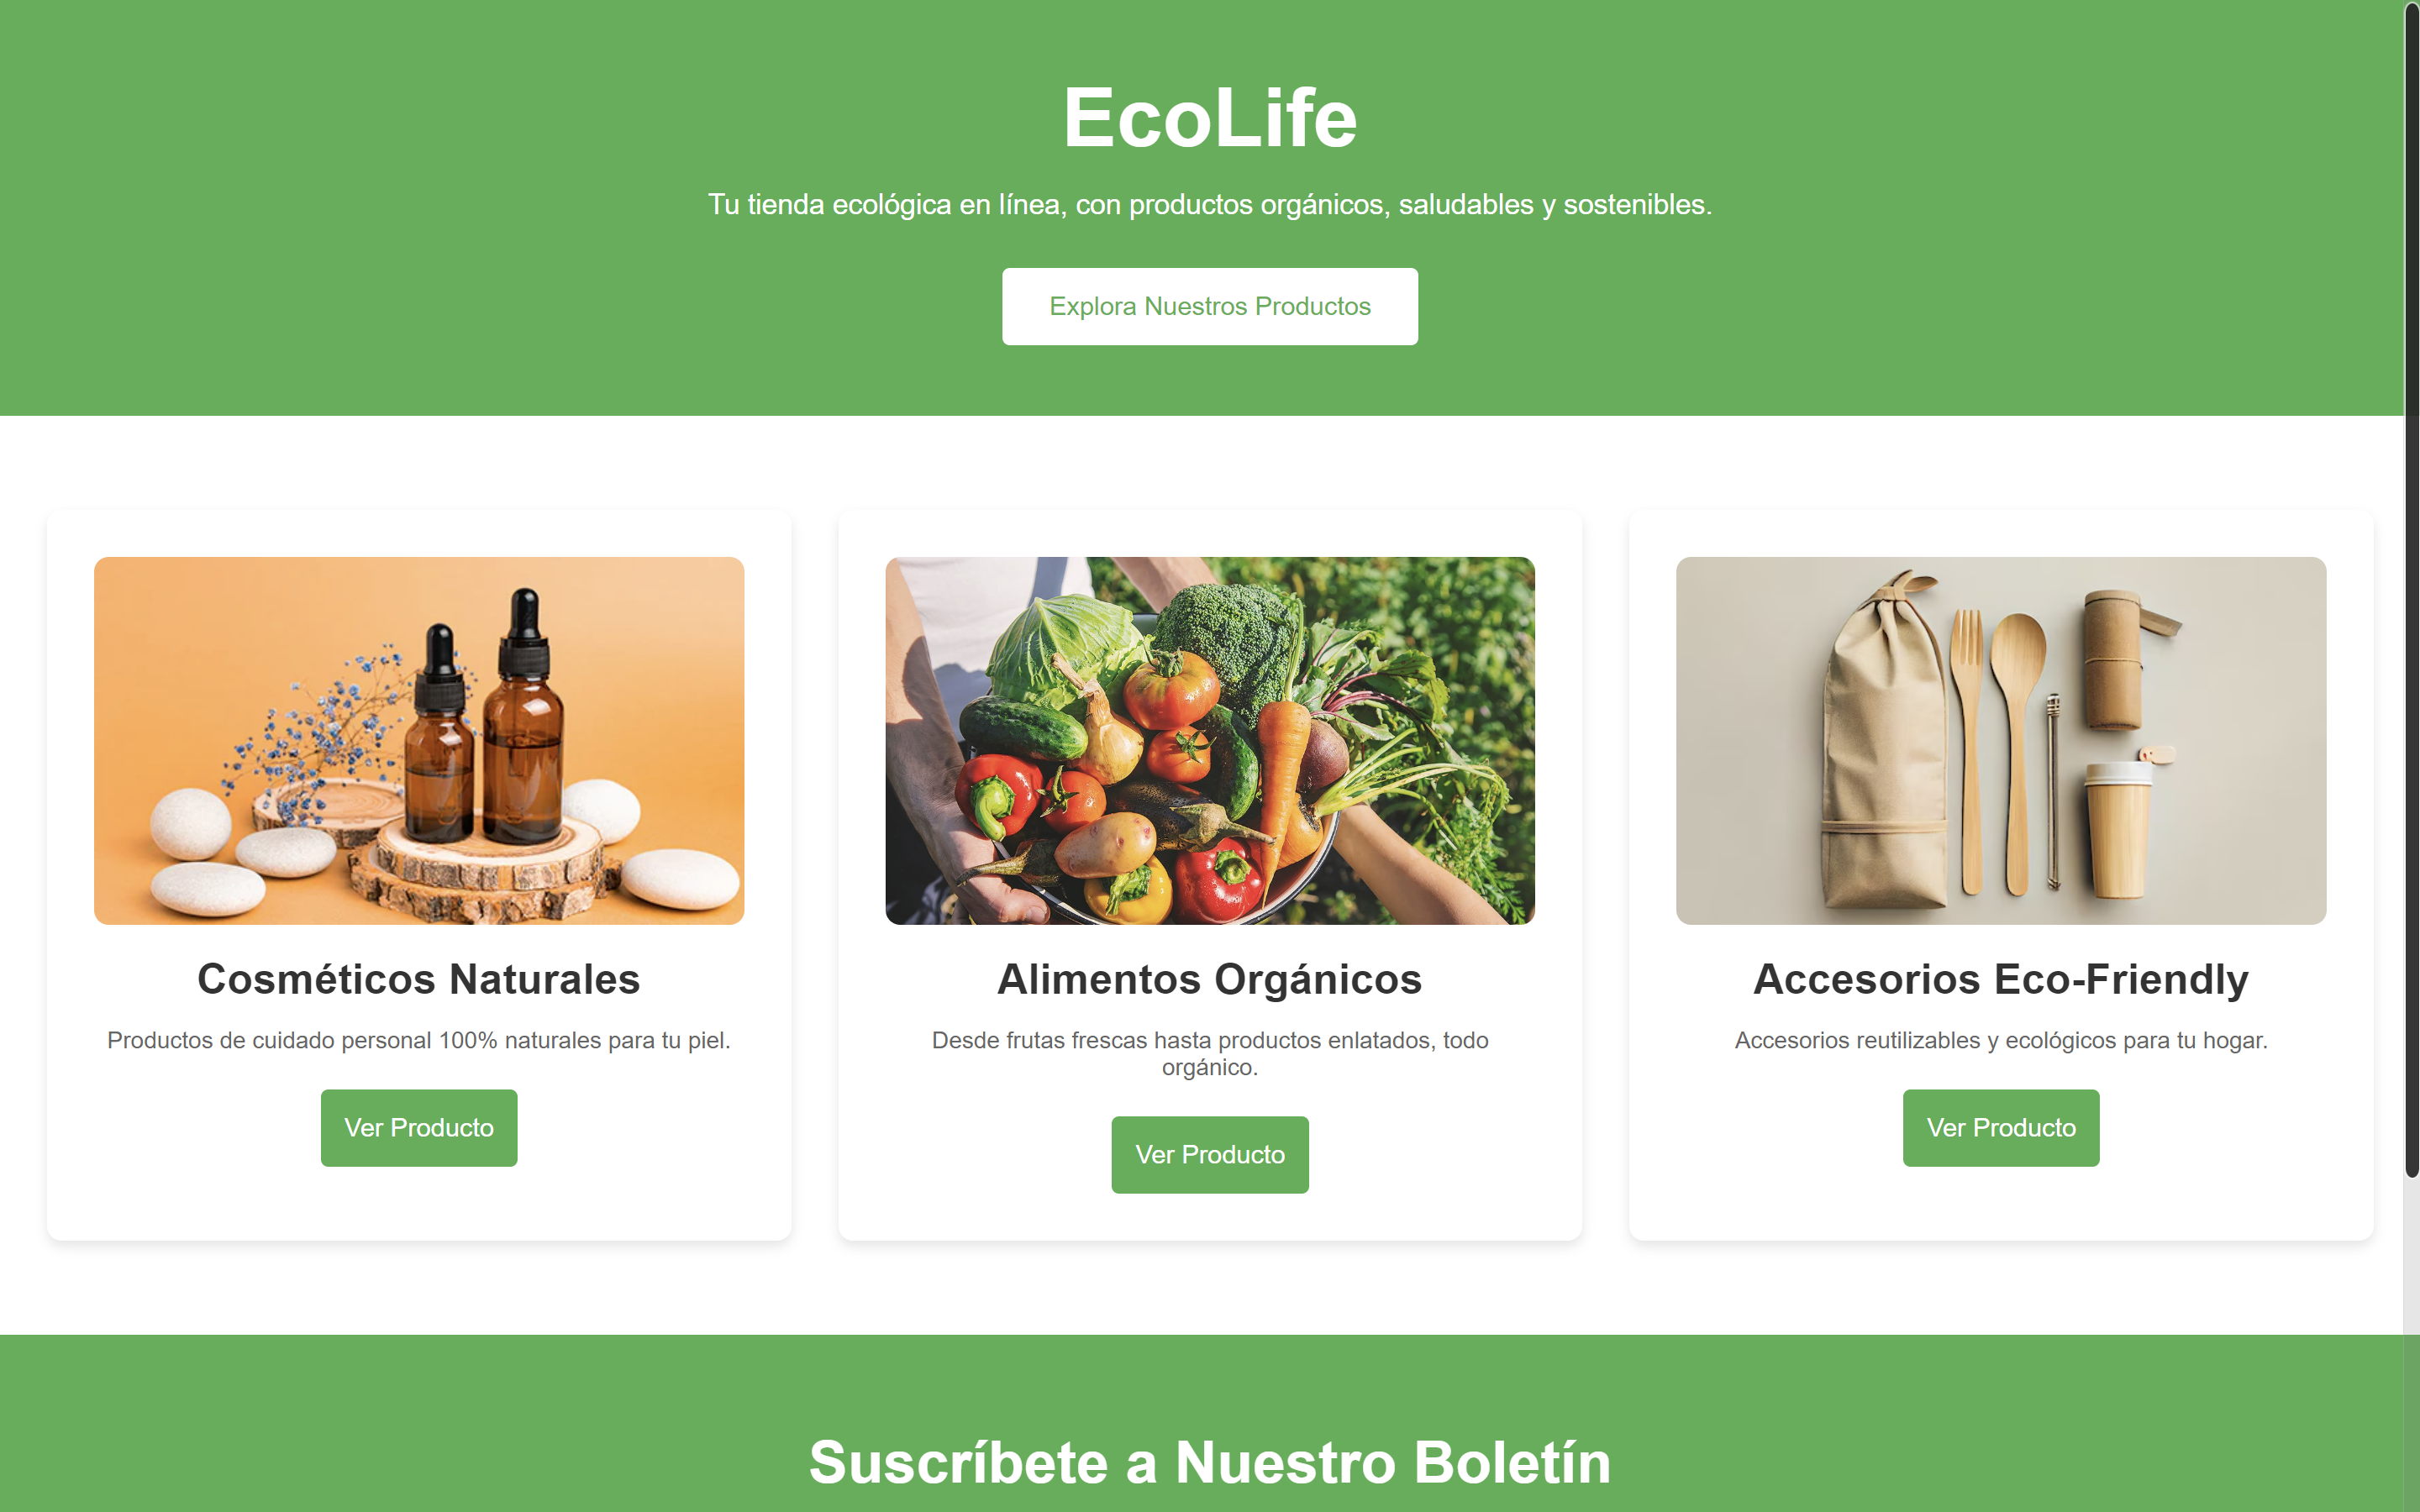 EcoLife
Tu tienda ecológica en línea, con productos orgánicos, saludables y sostenibles.
Explora Nuestros Productos
Cosméticos Naturales
Productos de cuidado personal 100% naturales para tu piel.
Ver Producto
Alimentos Orgánicos
Desde frutas frescas hasta productos enlatados, todo
orgánico.
Ver Producto
Accesorios Eco-Friendly
Accesorios reutilizables y ecológicos para tu hogar.
Ver Producto
Suscríbete a Nuestro Boletín